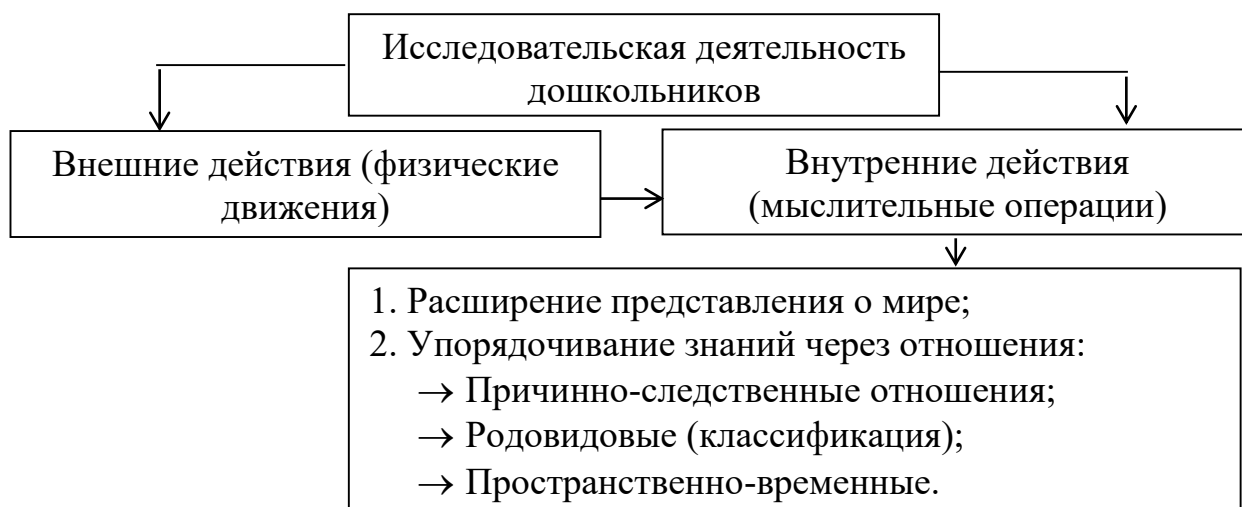 Исследовательская деятельность
дошкольников
Внешние действия (физические
движения)
Внутренние действия
(мыслительные операции)
1. Расширение представления о мире;
2. Упорядочивание знаний через отношения:
→ Причинно-следственные отношения;
→ Родовидовые (классификация);
→ Пространственно-временные.